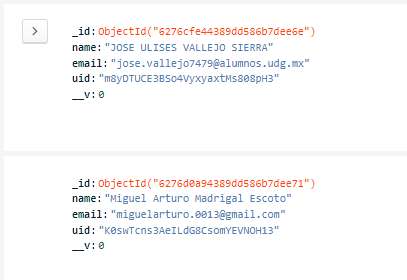 _id: ObjectId("6276cfe44389dd586b7dee6e")
name: "JOSE ULISES VALLEJO SIERRA"
email: "jose.vallejo7479@alumnos.udg.mx"
uid: "m8yDTUCE3BSo4VyxyaxtMs808pH3"
__v: 0
_id: ObjectId("6276d0a94389dd586b7dee71")
name: "Miguel Arturo Madrigal Escoto"
email: "miguelarturo.0013@gmail.com"
uid: "K0swTcns3AeILdG8CsomYEVNOH13"
__v: 0